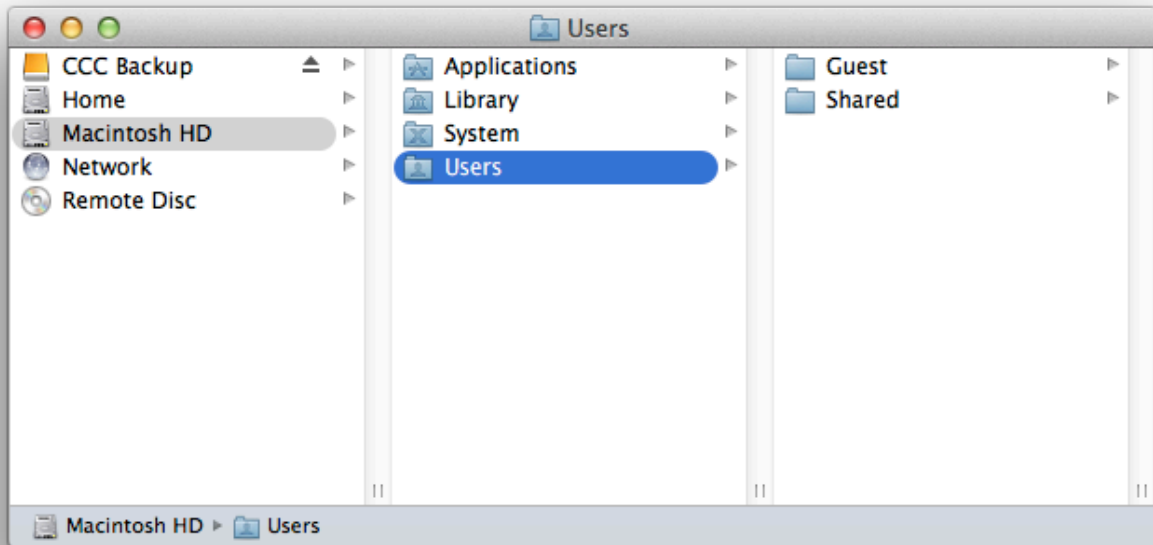 Users
CCC Backup
Home
Macintosh HD
Network
Remote Disc
Applications
Library
System
Users
Guest
Shared
Macintosh HD Users